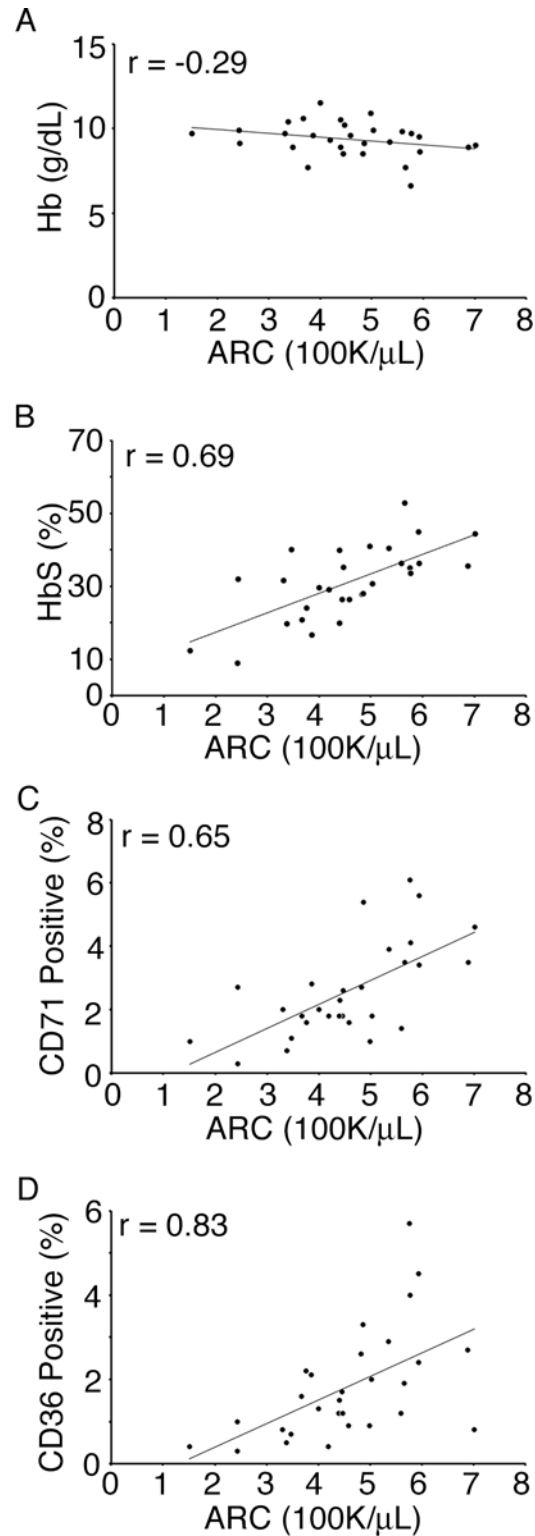 A
15
r = -0.29
10
Hb (g/dL)
5
0
0 1 2 3 4 5 6 7 8
ARC (100K/μL)
B
70
r = 0.69
50
HbS (%)
30
10
0
0 1 2 3 4 5 6 7 8
ARC (100K/μL)
C
8
r = 0.65
6
CD71 Positive (%)
4
2
0
0 1 2 3 4 5 6 7 8
ARC (100K/μL)
D
6
r = 0.83
4
CD36 Positive (%)
2
0
0 1 2 3 4 5 6 7 8
ARC (100K/μL)